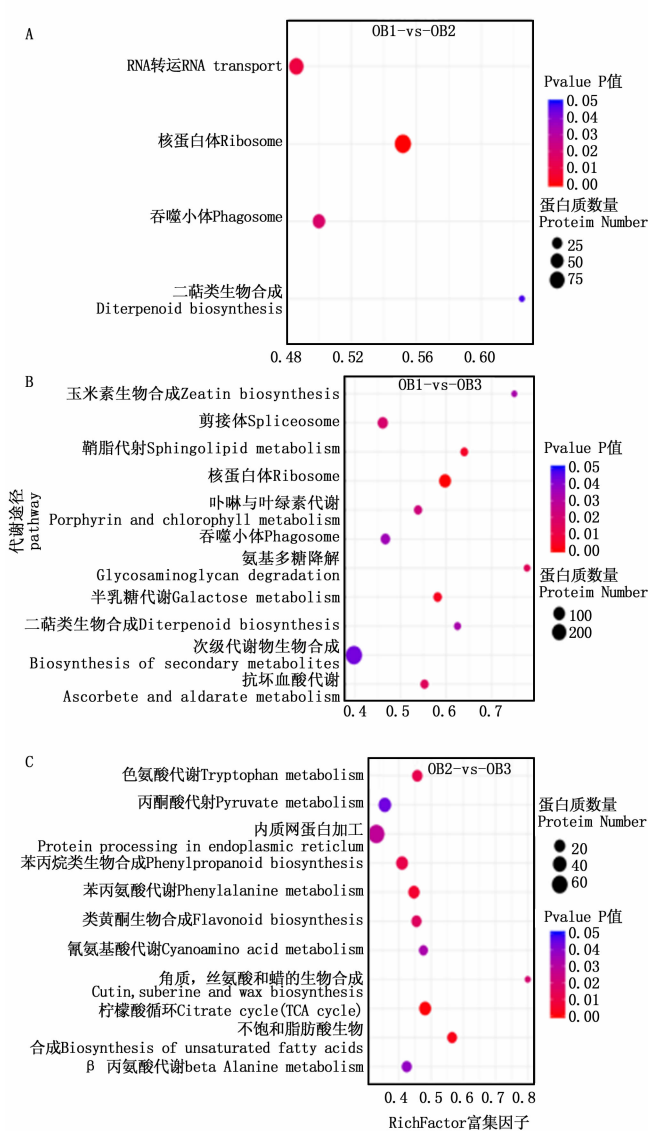 A
OB1-vs-OB2
RNA转运RNA transport
核蛋白体Ribosome
吞噬小体Phagosome
二萜类生物合成
Diterpenoid biosynthesis
0.48 0.52 0.56 0.60
Pvalue P值
0.05
0.04
0.03
0.02
0.01
0.00
蛋白质数量
Proteim Number
25
50
75
B
OB1-vs-OB3
代谢途径
pathway
玉米素生物合成Zeatin biosynthesis
剪接体Spliceosome
鞘脂代射Sphingolipid metabolism
核蛋白体Ribosome
卟啉与叶绿素代谢
Porphyrin and chlorophyll metabolism
吞噬小体Phagosome
氨基多糖降解
Glycosaminoglycan degradation
半乳糖代谢Galactose metabolism
二萜类生物合成Diterpenoid biosynthesis
次级代谢物生物合成
Biosynthesis of secondary metabolites
抗坏血酸代谢
Ascorbete and aldarate metabolism
0.4 0.5 0.6 0.7
Pvalue P值
0.05
0.04
0.03
0.02
0.01
0.00
蛋白质数量
Proteim Number
100
200
C
OB2-vs-OB3
色氨酸代谢Tryptophan metabolism
丙酮酸代射Pyruvate metabolism
内质网蛋白加工
Protein processing in endoplasmic reticlum
苯丙烷类生物合成Phenylpropanoid biosynthesis
苯丙氨酸代谢Phenylalanine metabolism
类黄酮生物合成Flavonoid biosynthesis
氰氨基酸代谢Cyanoamino acid metabolism
角质，丝氨酸和蜡的生物合成
Cutin,suberine and wax biosynthesis
柠檬酸循环Citrate cycle(TCA cycle)
不饱和脂肪酸生物
合成Biosynthesis of unsaturated fatty acids
β 丙氨酸代谢beta Alanine metabolism
0.4 0.5 0.6 0.7 0.8
RichFactor富集因子
蛋白质数量
Proteim Number
20
40
60
Pvalue P值
0.05
0.04
0.03
0.02
0.01
0.00